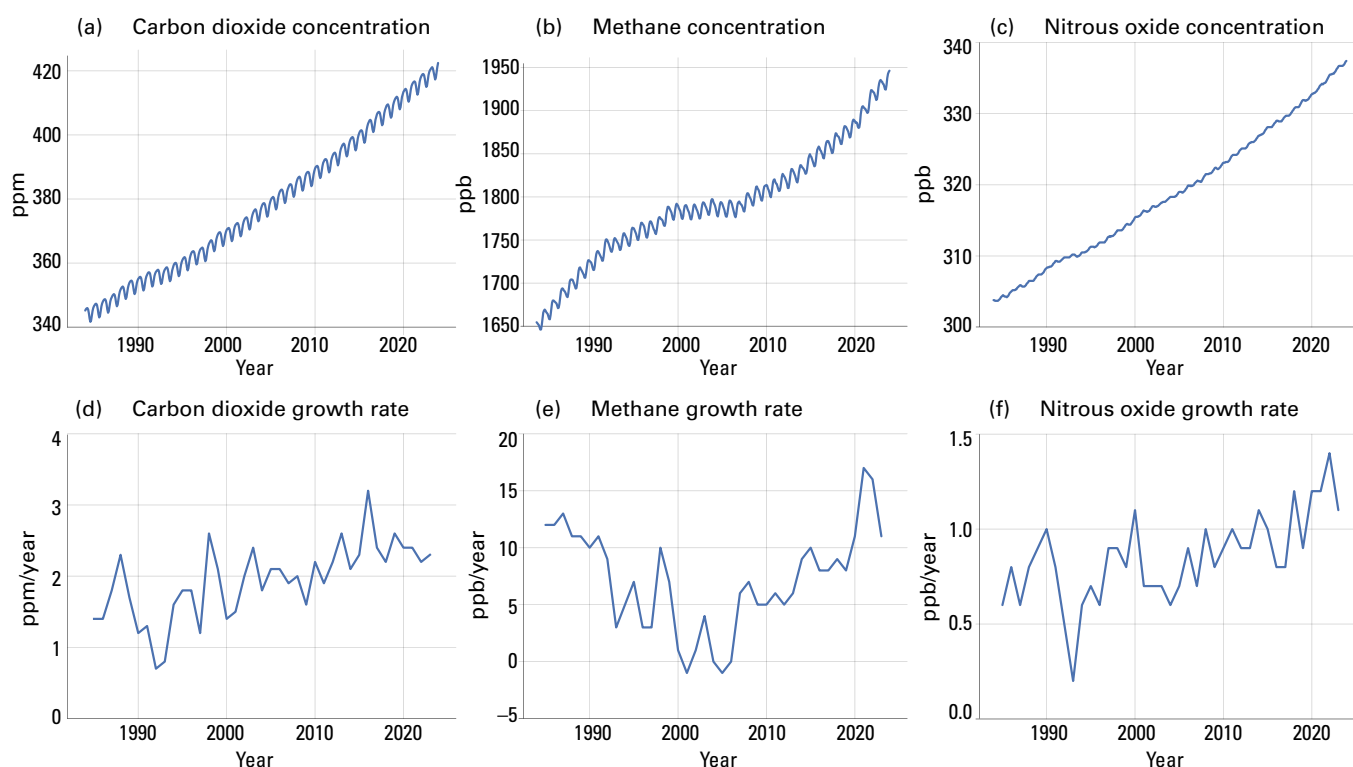 (a) Carbon dioxide concentration
420
400
380
360
340
ppm
1990 2000 2010 2020
Year
(b) Methane concentration
1950
1900
1850
1800
1750
1700
1650
ppb
1990 2000 2010 2020
Year
(c) Nitrous oxide concentration
340
330
320
310
300
ppb
1990 2000 2010 2020
Year
(d) Carbon dioxide growth rate
4
3
2
1
0
ppm/year
1990 2000 2010 2020
Year
(e) Methane growth rate
20
15
10
5
0
–5
ppb/year
1990 2000 2010 2020
Year
(f) Nitrous oxide growth rate
1.5
1.0
0.5
0.0
ppb/year
1990 2000 2010 2020
Year